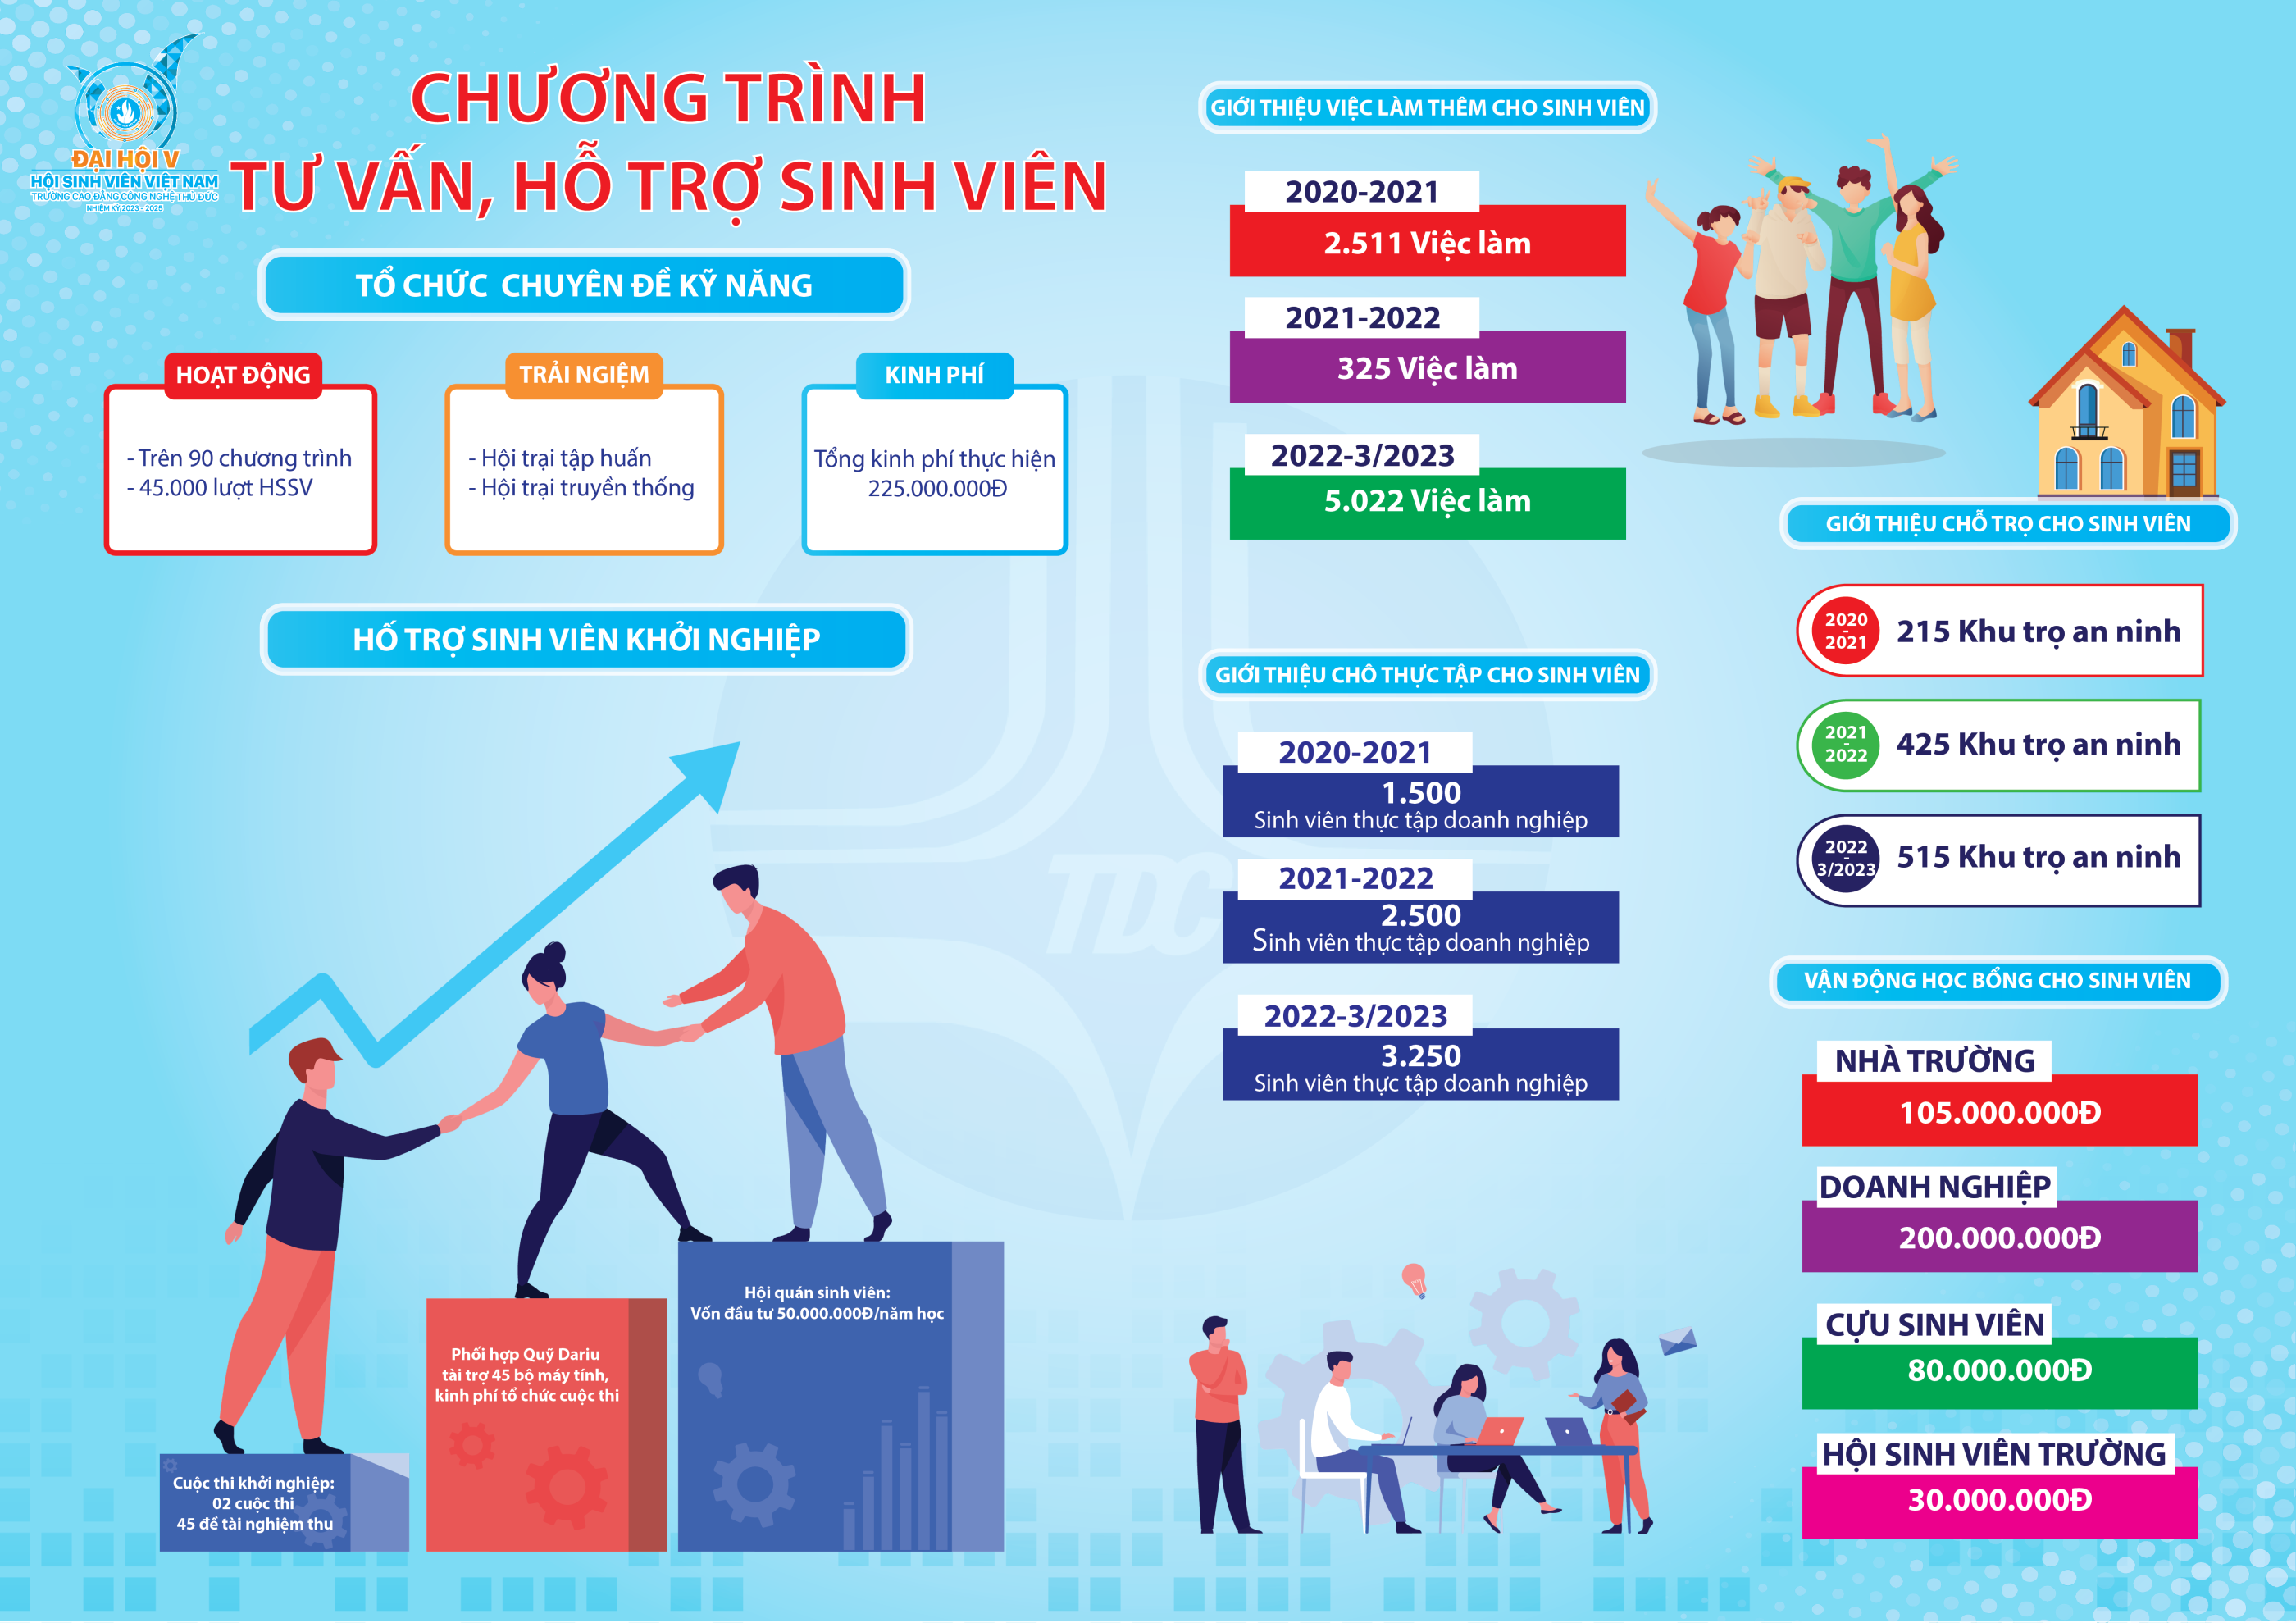 ĐẠI HỘI V
HỘI SINH VIÊN VIỆT NAM
TRƯỜNG CAO ĐẲNG CÔNG NGHỆ THỦ ĐỨC
NHIỆM KỲ 2023 - 2025
CHƯƠNG TRÌNH
TƯ VẤN, HỖ TRỢ SINH VIÊN
TỔ CHỨC CHUYÊN ĐỀ KỸ NĂNG
HOẠT ĐỘNG
- Trên 90 chương trình
- 45.000 lượt HSSV
TRẢI NGIỆM
- Hội trại tập huấn
- Hội trại truyền thống
KINH PHÍ
Tổng kinh phí thực hiện
225.000.000Đ
HỐ TRỢ SINH VIÊN KHỞI NGHIỆP
Cuộc thi khởi nghiệp:
02 cuộc thi
45 đề tài nghiệm thu
Phối hợp Quỹ Dariu
tài trợ 45 bộ máy tính,
kinh phí tổ chức cuộc thi
Hội quán sinh viên:
Vốn đầu tư 50.000.000Đ/năm học
TDC
GIỚI THIỆU VIỆC LÀM THÊM CHO SINH VIÊN
2020-2021
2.511 Việc làm
2021-2022
325 Việc làm
2022-3/2023
5.022 Việc làm
GIỚI THIỆU CHÔ THỰC TẬP CHO SINH VIÊN
2020-2021
1.500
Sinh viên thực tập doanh nghiệp
2021-2022
2.500
Sinh viên thực tập doanh nghiệp
2022-3/2023
3.250
Sinh viên thực tập doanh nghiệp
GIỚI THIỆU CHỖ TRỌ CHO SINH VIÊN
2020
-
2021
215 Khu trọ an ninh
2021
-
2022
425 Khu trọ an ninh
2022
-
3/2023
515 Khu trọ an ninh
VẬN ĐỘNG HỌC BỔNG CHO SINH VIÊN
NHÀ TRƯỜNG
105.000.000Đ
DOANH NGHIỆP
200.000.000Đ
CỰU SINH VIÊN
80.000.000Đ
HỘI SINH VIÊN TRƯỜNG
30.000.000Đ